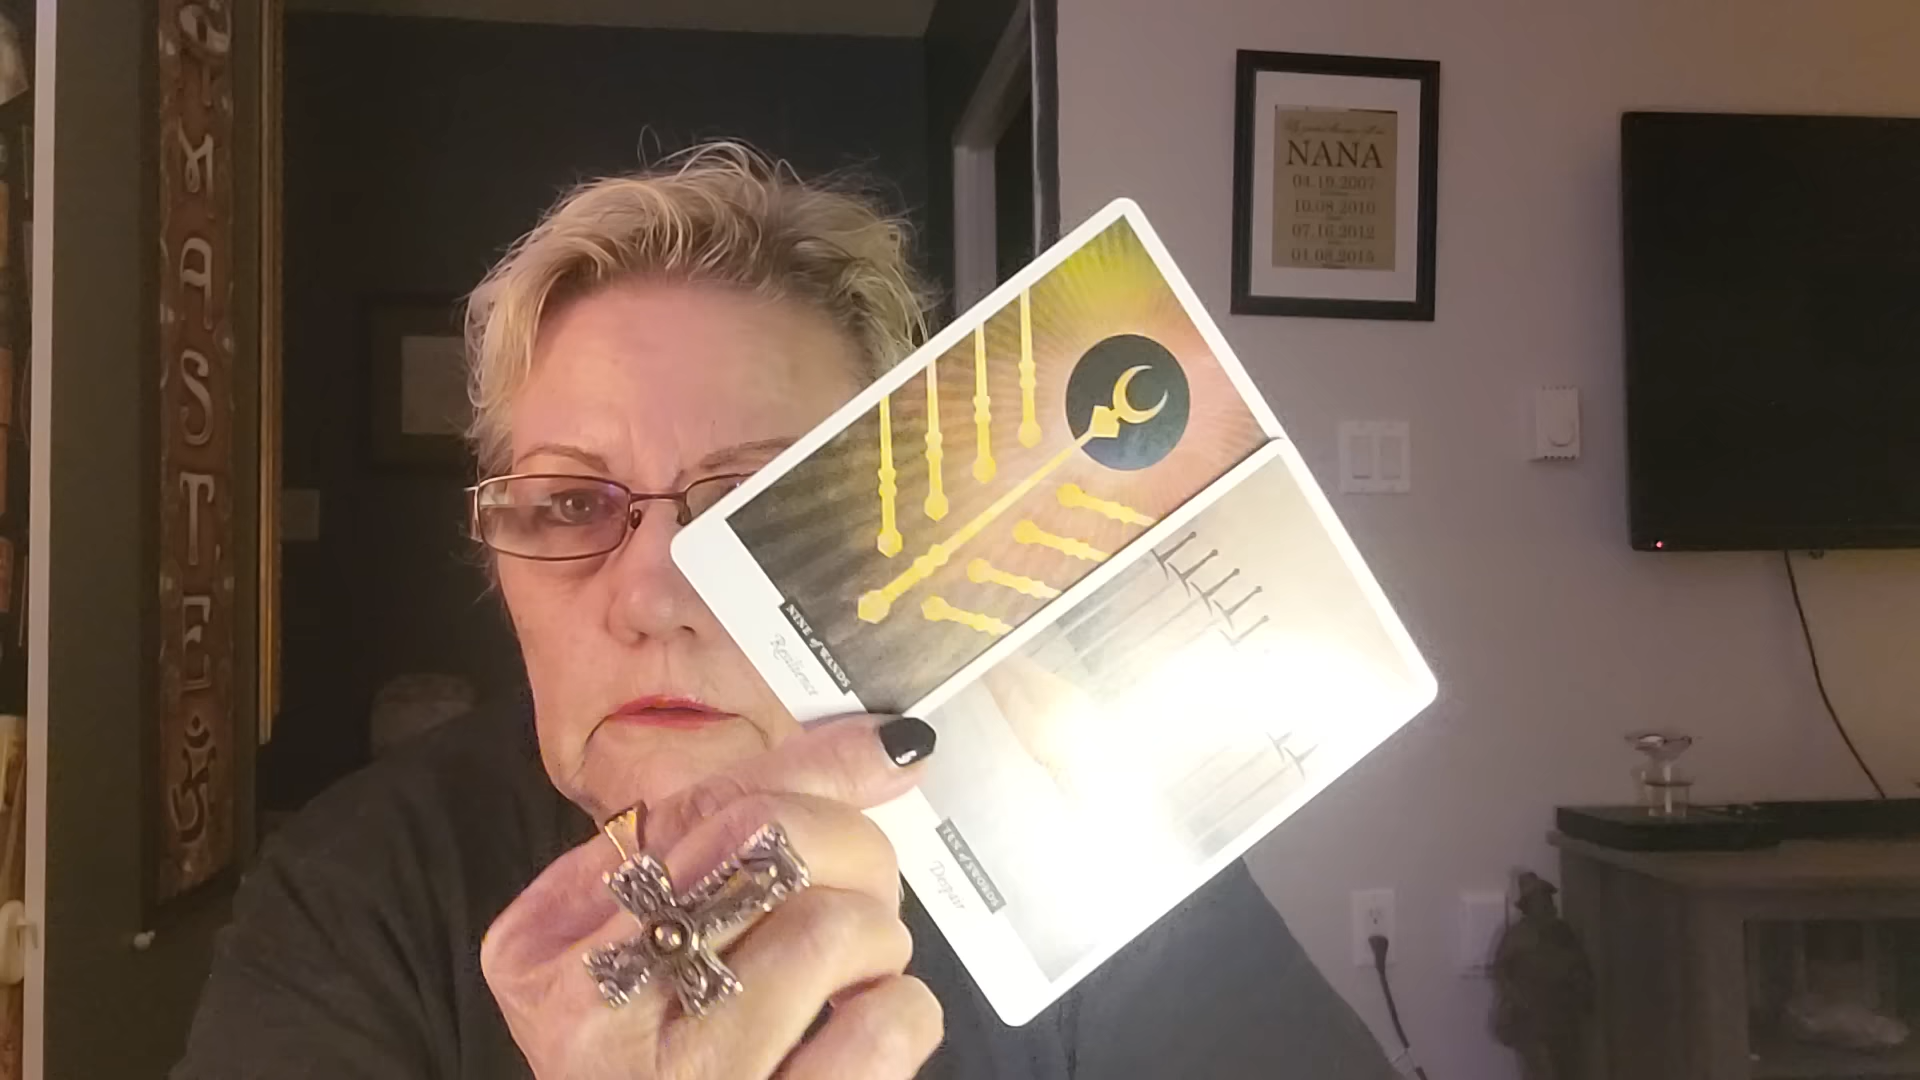 MASTE
ॐ
NANA
04.19.2007
10.08.2010
07.16.2012
01.08.2015
NINE of WANDS
Resilience
TEN of SWORDS
Despair